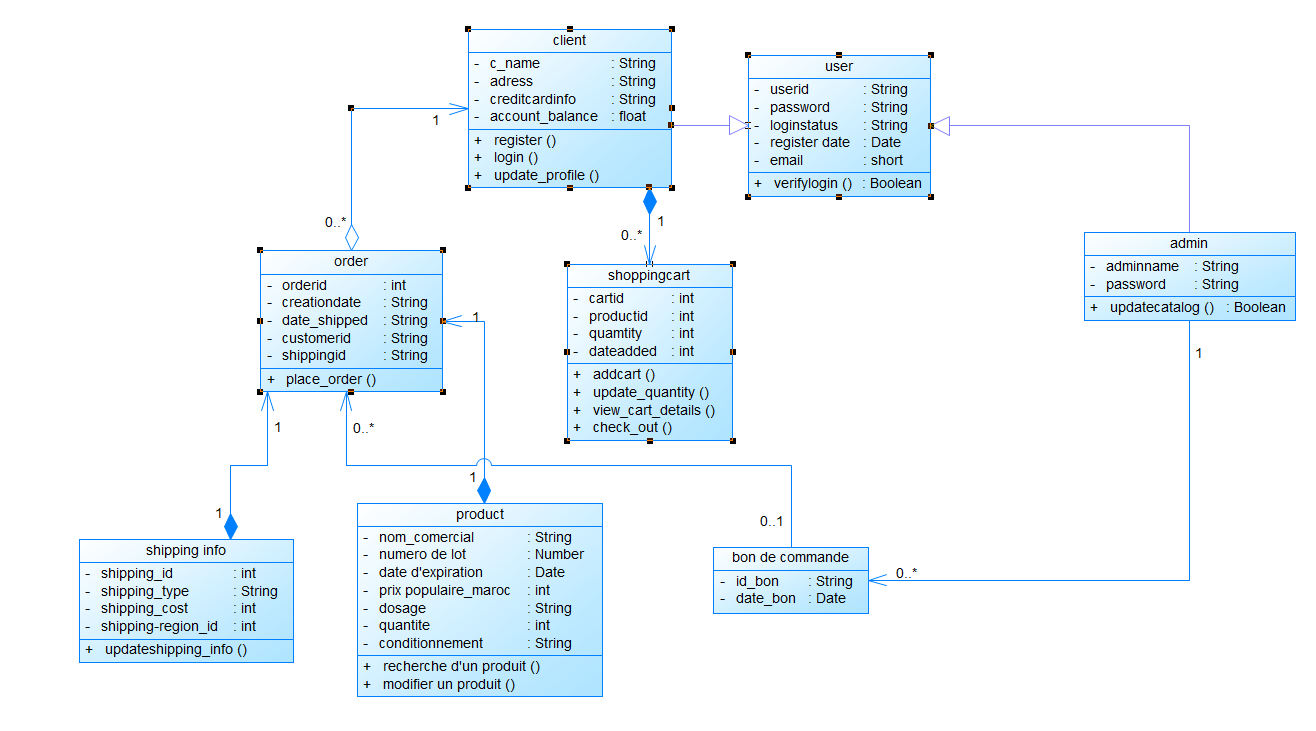 client
- c_name : String
- adress : String
- creditcardinfo : String
- account_balance : float
+ register ()
+ login ()
+ update_profile ()
user
- userid : String
- password : String
- loginstatus : String
- register date : Date
- email : short
+ verifylogin () : Boolean
1
0..*
1
0..*
order
- orderid : int
- creationdate : String
- date_shipped : String
- customerid : String
- shippingid : String
+ place_order ()
shoppingcart
- cartid : int
- productid : int
- quamtity : int
- dateadded : int
+ addcart ()
+ update_quantity ()
+ view_cart_details ()
+ check_out ()
admin
- adminname : String
- password : String
+ updatecatalog () : Boolean
1
1
1
0..*
1
1
0..1
0..*
shipping info
- shipping_id : int
- shipping_type : String
- shipping_cost : int
- shipping-region_id : int
+ updateshipping_info ()
product
- nom_comercial : String
- numero de lot : Number
- date d'expiration : Date
- prix populaire_maroc : int
- dosage : String
- quantite : int
- conditionnement : String
+ recherche d'un produit ()
+ modifier un produit ()
bon de commande
- id_bon : String
- date_bon : Date